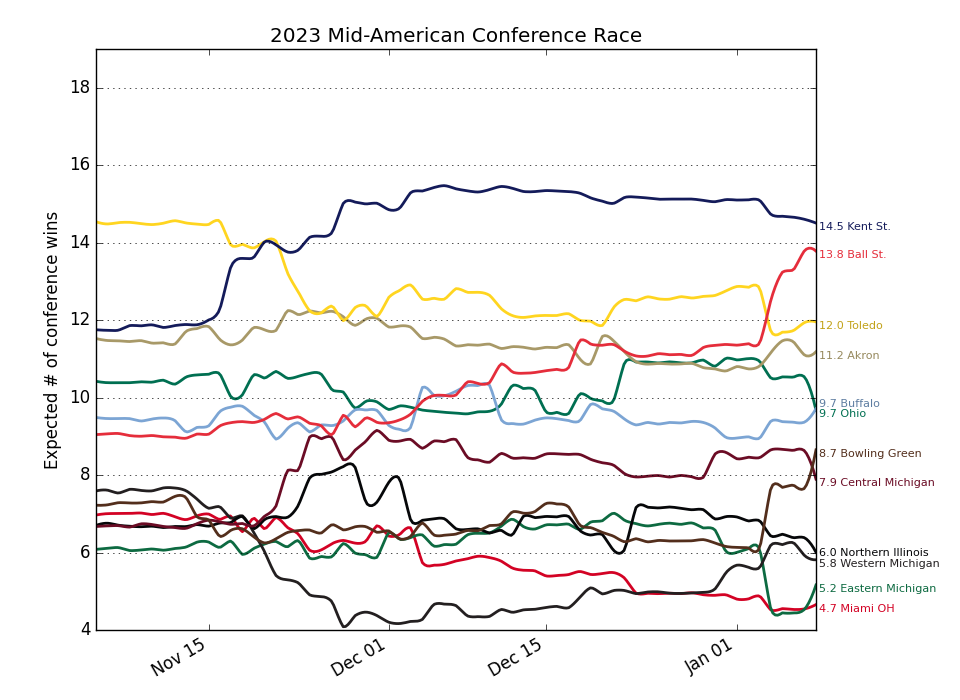 2023 Mid-American Conference Race
Expected # of conference wins
18
16
14
12
10
8
6
4
Nov 15
Dec 01
Dec 15
Jan 01
14.5 Kent St.
13.8 Ball St.
12.0 Toledo
11.2 Akron
9.7 Buffalo
9.7 Ohio
8.7 Bowling Green
7.9 Central Michigan
6.0 Northern Illinois
5.8 Western Michigan
5.2 Eastern Michigan
4.7 Miami OH